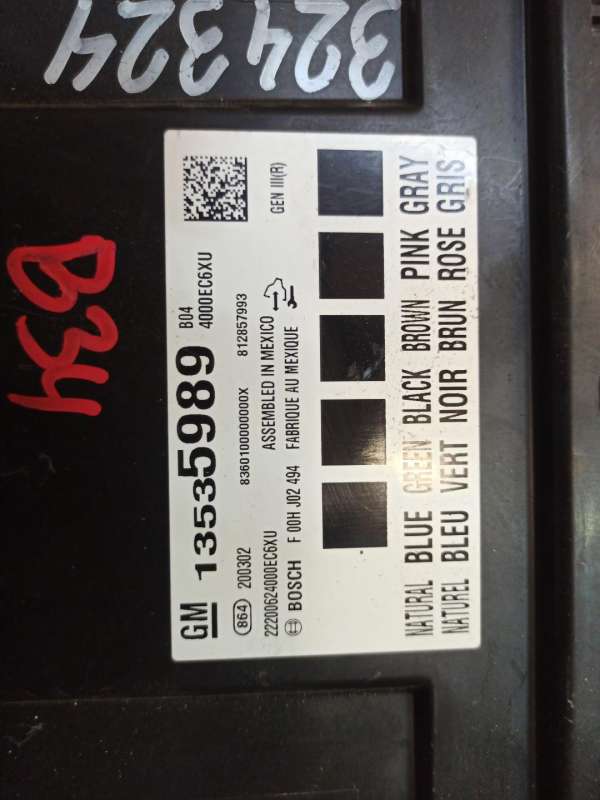 324324
B34
GM 13535989 B04
4000EC6XU
864 200302 83601000000000X 812857993
22200624000EC6XU ASSEMBLED IN MEXICO
BOSCH F 00H J02 494 FABRIQUE AU MEXIQUE
GEN III(R)
NATURAL BLUE GREEN BLACK BROWN PINK GRAY
NATUREL BLEU VERT NOIR BRUN ROSE GRIS